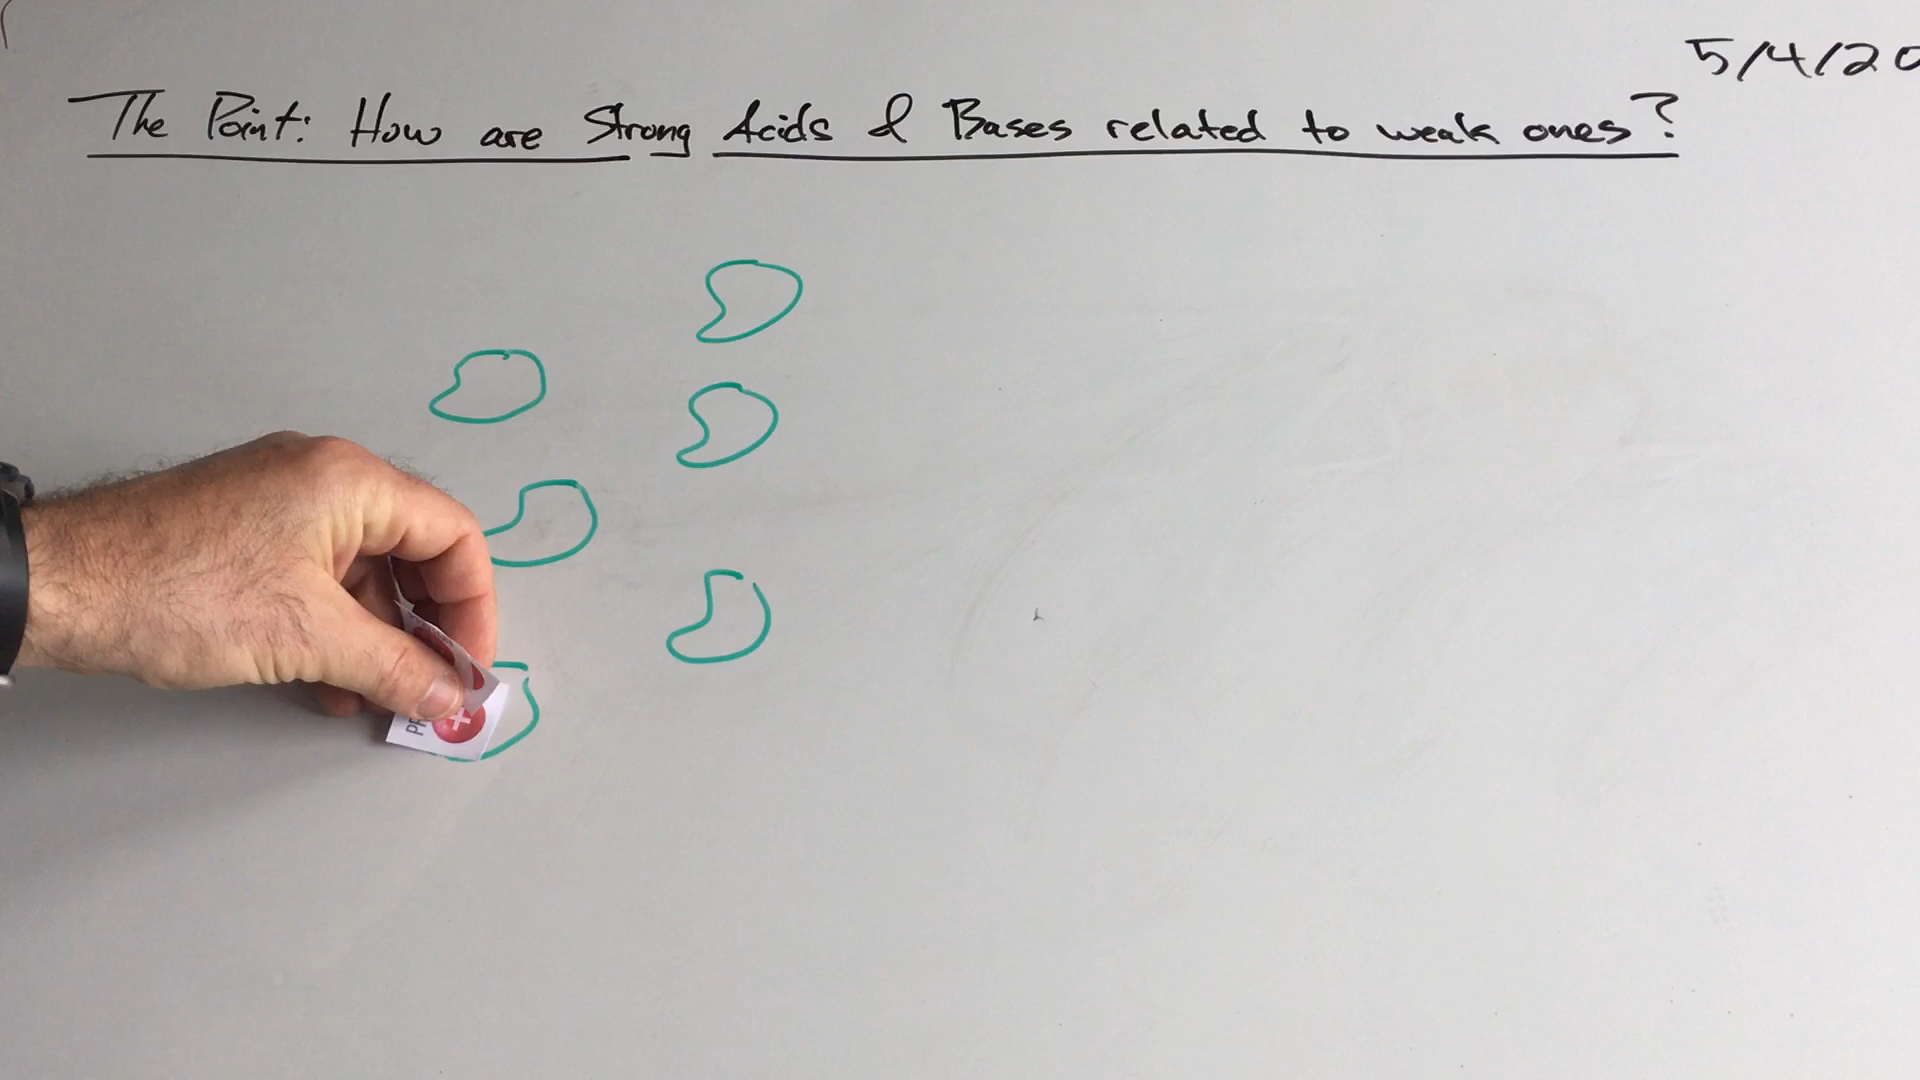 5/4/20
The Point: How are Strong Acids & Bases related to weak ones?
+